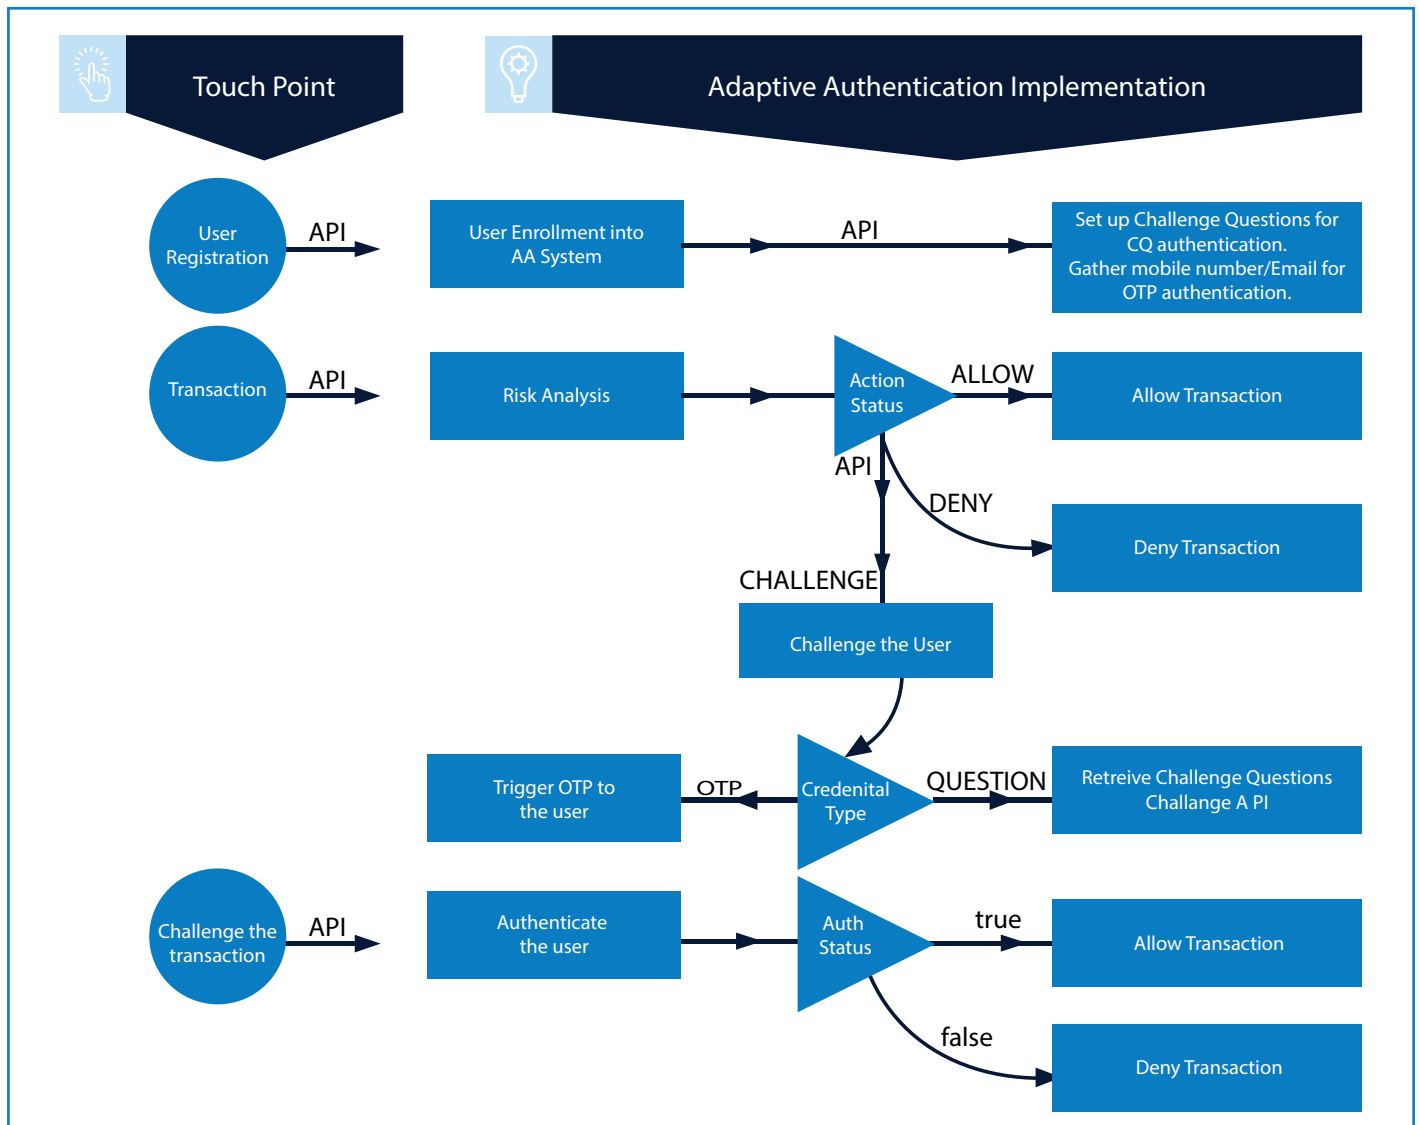 Touch Point
Adaptive Authentication Implementation
User
Registration
API
User Enrollment into
AA System
API
Set up Challenge Questions for
CQ authentication.
Gather mobile number/Email for
OTP authentication.
Transaction
API
Risk Analysis
Action
Status
ALLOW
Allow Transaction
API
DENY
Deny Transaction
CHALLENGE
Challenge the User
Trigger OTP to
the user
OTP
Credenital
Type
QUESTION
Retreive Challenge Questions
Challange A PI
Challenge the
transaction
API
Authenticate
the user
Auth
Status
true
Allow Transaction
false
Deny Transaction